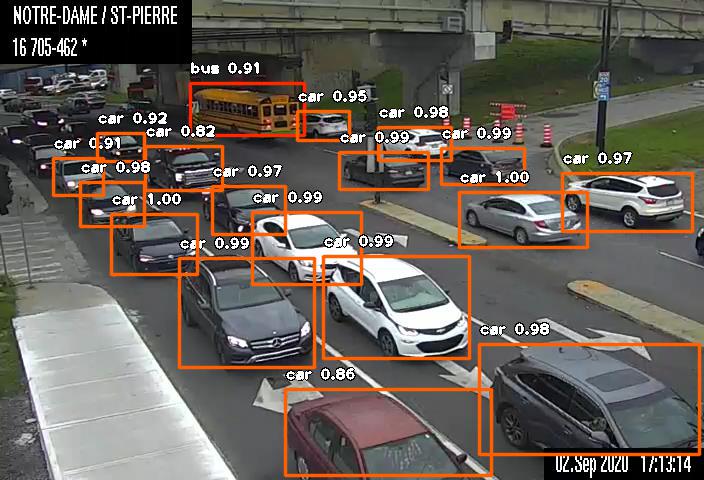 NOTRE-DAME / ST-PIERRE
16 705-462 *
bus 0.91
car 0.95
car 0.92
car 0.98
car 0.91
car 0.82
car 0.99
car 0.99
car 0.98
car 0.97
car 1.00
car 0.97
car 1.00
car 0.99
car 0.99
car 0.99
car 0.98
car 0.86
02.Sep 2020 17:13:14